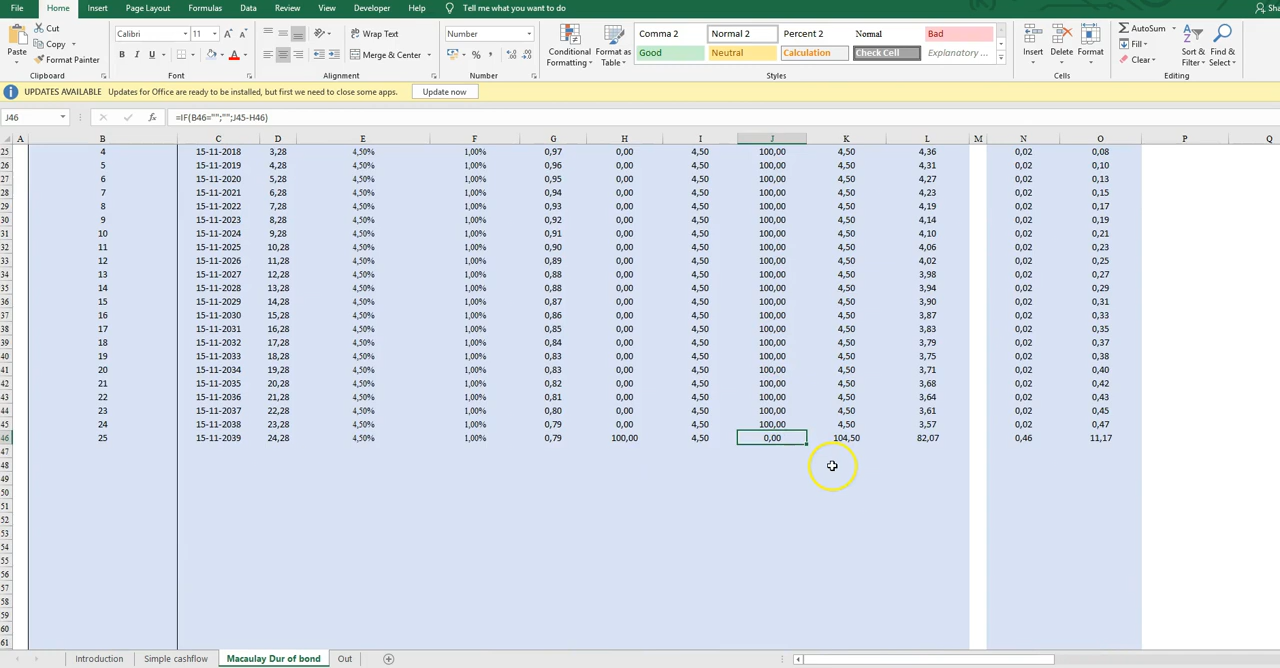 File Home Insert Page Layout Formulas Data Review View Developer Help Tell me what you want to do Sha
Paste Cut Copy Format Painter Clipboard
Calibri 11 A A B I U A Font
Wrap Text Merge & Center Alignment
Number % , Number
Conditional Formatting Format as Table
Comma 2 Normal 2 Percent 2 Normal Bad
Good Neutral Calculation Check Cell Explanatory ...
Styles
Insert Delete Format Cells
AutoSum Fill Clear Sort & Filter Find & Select Editing
UPDATES AVAILABLE Updates for Office are ready to be installed, but first we need to close some apps. Update now
J46 fx =IF(B46="";"";J45-H46)
A B C D E F G H I J K L M N O P Q
25 4 15-11-2018 3,28 4,50% 1,00% 0,97 0,00 4,50 100,00 4,50 4,36 0,02 0,08
26 5 15-11-2019 4,28 4,50% 1,00% 0,96 0,00 4,50 100,00 4,50 4,31 0,02 0,10
27 6 15-11-2020 5,28 4,50% 1,00% 0,95 0,00 4,50 100,00 4,50 4,27 0,02 0,13
28 7 15-11-2021 6,28 4,50% 1,00% 0,94 0,00 4,50 100,00 4,50 4,23 0,02 0,15
29 8 15-11-2022 7,28 4,50% 1,00% 0,93 0,00 4,50 100,00 4,50 4,19 0,02 0,17
30 9 15-11-2023 8,28 4,50% 1,00% 0,92 0,00 4,50 100,00 4,50 4,14 0,02 0,19
31 10 15-11-2024 9,28 4,50% 1,00% 0,91 0,00 4,50 100,00 4,50 4,10 0,02 0,21
32 11 15-11-2025 10,28 4,50% 1,00% 0,90 0,00 4,50 100,00 4,50 4,06 0,02 0,23
33 12 15-11-2026 11,28 4,50% 1,00% 0,89 0,00 4,50 100,00 4,50 4,02 0,02 0,25
34 13 15-11-2027 12,28 4,50% 1,00% 0,88 0,00 4,50 100,00 4,50 3,98 0,02 0,27
35 14 15-11-2028 13,28 4,50% 1,00% 0,88 0,00 4,50 100,00 4,50 3,94 0,02 0,29
36 15 15-11-2029 14,28 4,50% 1,00% 0,87 0,00 4,50 100,00 4,50 3,90 0,02 0,31
37 16 15-11-2030 15,28 4,50% 1,00% 0,86 0,00 4,50 100,00 4,50 3,87 0,02 0,33
38 17 15-11-2031 16,28 4,50% 1,00% 0,85 0,00 4,50 100,00 4,50 3,83 0,02 0,35
39 18 15-11-2032 17,28 4,50% 1,00% 0,84 0,00 4,50 100,00 4,50 3,79 0,02 0,37
40 19 15-11-2033 18,28 4,50% 1,00% 0,83 0,00 4,50 100,00 4,50 3,75 0,02 0,38
41 20 15-11-2034 19,28 4,50% 1,00% 0,83 0,00 4,50 100,00 4,50 3,71 0,02 0,40
42 21 15-11-2035 20,28 4,50% 1,00% 0,82 0,00 4,50 100,00 4,50 3,68 0,02 0,42
43 22 15-11-2036 21,28 4,50% 1,00% 0,81 0,00 4,50 100,00 4,50 3,64 0,02 0,43
44 23 15-11-2037 22,28 4,50% 1,00% 0,80 0,00 4,50 100,00 4,50 3,61 0,02 0,45
45 24 15-11-2038 23,28 4,50% 1,00% 0,79 0,00 4,50 100,00 4,50 3,57 0,02 0,47
46 25 15-11-2039 24,28 4,50% 1,00% 0,79 100,00 4,50 0,00 104,50 82,07 0,46 11,17
47
48
49
50
51
52
53
54
55
56
57
58
59
60
61
Introduction Simple cashflow Macaulay Dur of bond Out